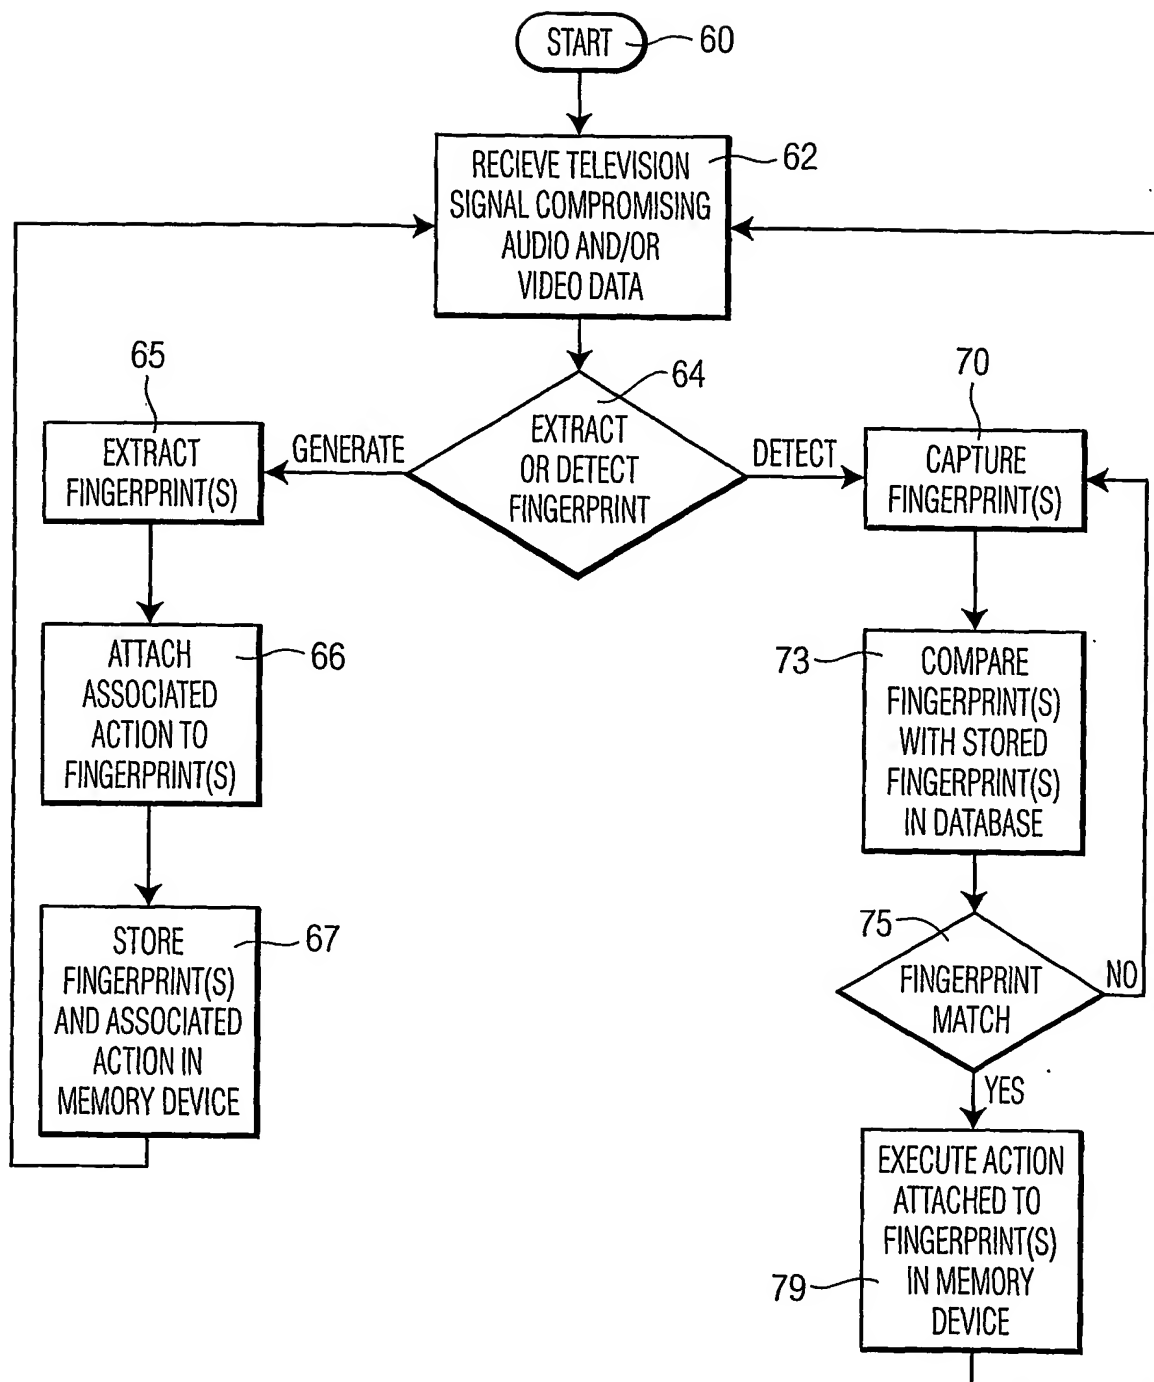 START
60
RECIEVE TELEVISION
SIGNAL COMPROMISING
AUDIO AND/OR
VIDEO DATA
62
EXTRACT
OR DETECT
FINGERPRINT
64
GENERATE
DETECT
65
EXTRACT
FINGERPRINT(S)
ATTACH
ASSOCIATED
ACTION TO
FINGERPRINT(S)
66
STORE
FINGERPRINT(S)
AND ASSOCIATED
ACTION IN
MEMORY DEVICE
67
70
CAPTURE
FINGERPRINT(S)
73
COMPARE
FINGERPRINT(S)
WITH STORED
FINGERPRINT(S)
IN DATABASE
75
FINGERPRINT
MATCH
NO
YES
EXECUTE ACTION
ATTACHED TO
FINGERPRINT(S)
IN MEMORY
DEVICE
79